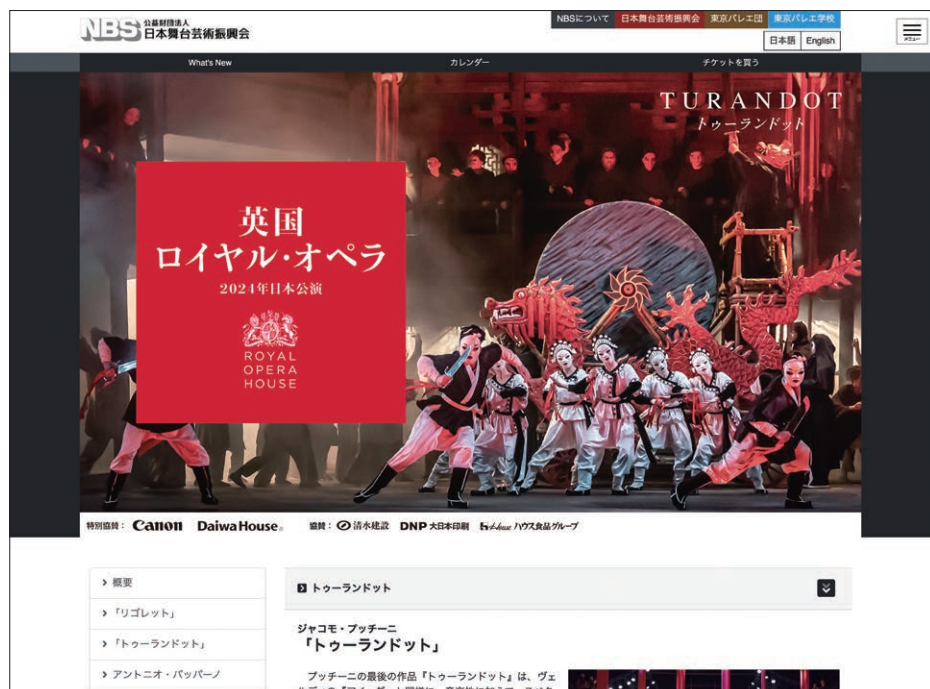 NBS 公益財団法人
日本舞台芸術振興会
NBSについて 日本舞台芸術振興会 東京バレエ団 東京バレエ学校
日本語 English
メニュー
What's New カレンダー チケットを買う
TURANDOT
トゥーランドット
英国
ロイヤル・オペラ
2024年日本公演
ROYAL
OPERA
HOUSE
特別協賛： Canon DaiwaHouse® 協賛： 清水建設 DNP 大日本印刷 House ハウス食品グループ
概要
「リゴレット」
「トゥーランドット」
アントニオ・パッパーノ
トゥーランドット
ジャコモ・プッチーニ
「トゥーランドット」
プッチーニの最後の作品『トゥーランドット』は、ヴェ